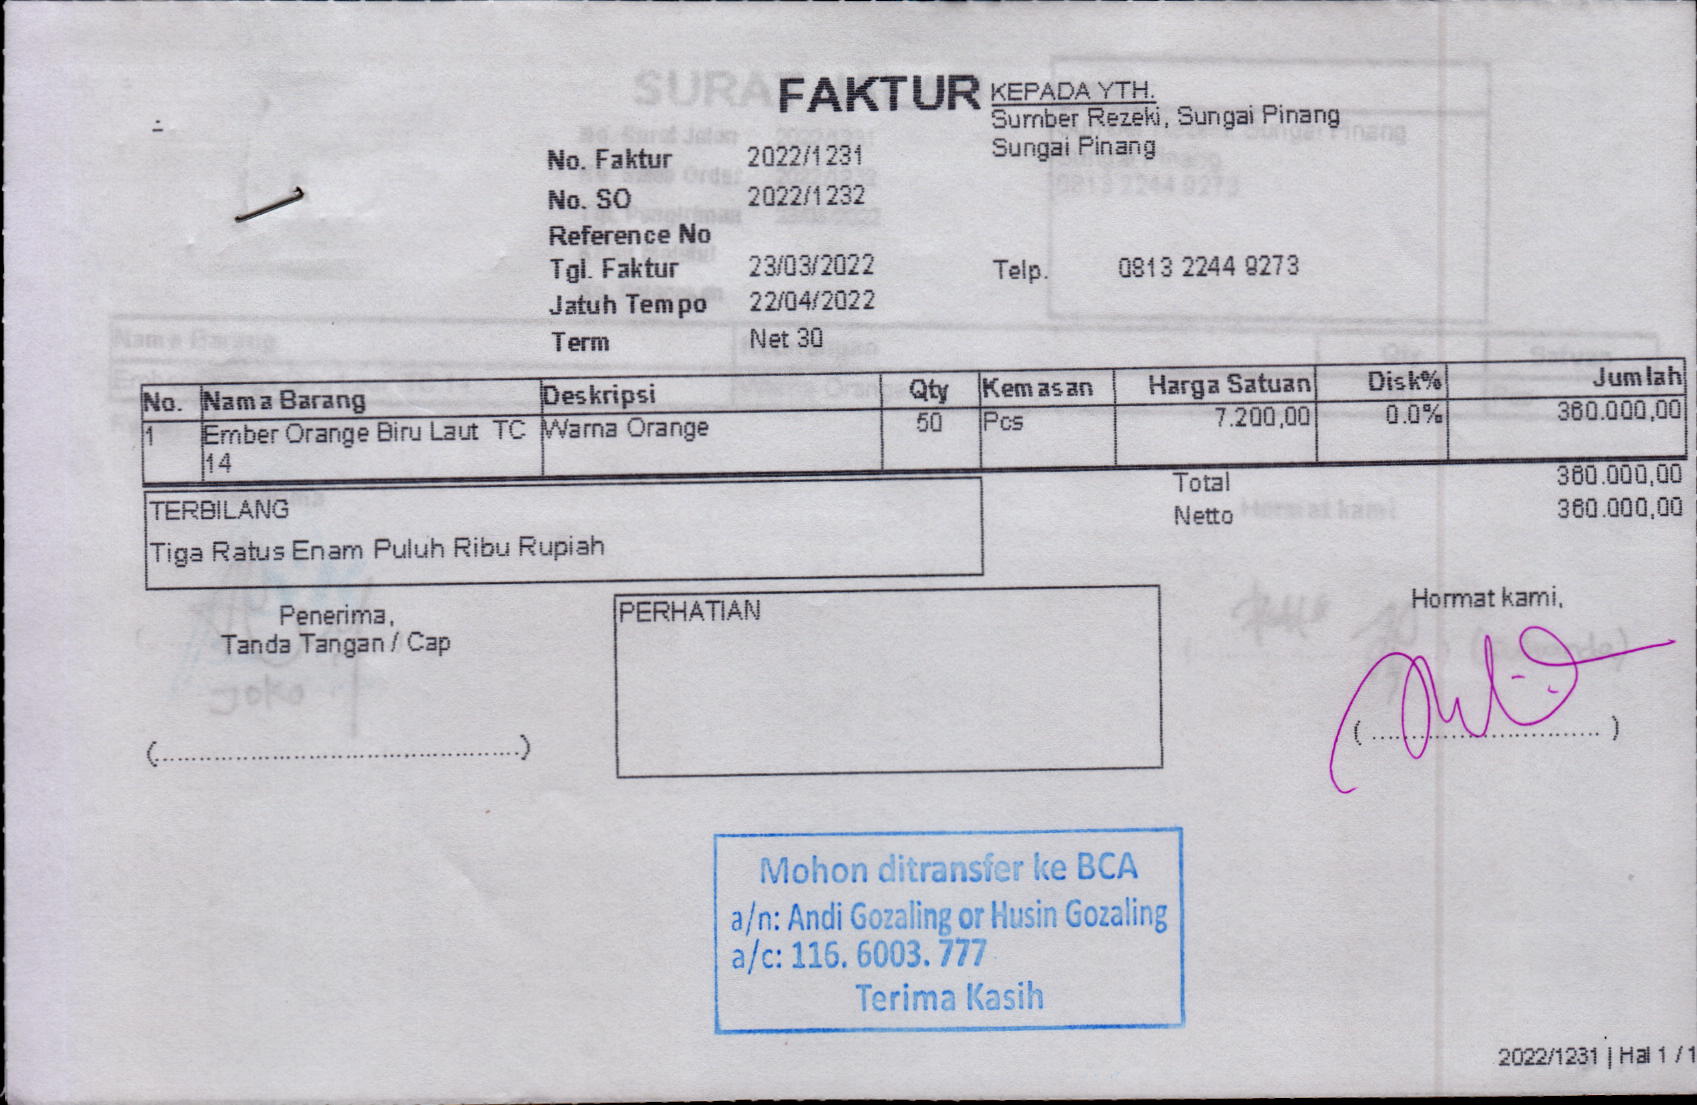 FAKTUR
KEPADA YTH.
Sumber Rezeki, Sungai Pinang
Sungai Pinang
No. Faktur 2022/1231
No. SO 2022/1232
Reference No
Tgl. Faktur 23/03/2022
Telp. 0813 2244 9273
Jatuh Tempo 22/04/2022
Term Net 30
No. Nama Barang Deskripsi Qty Kemasan Harga Satuan Disk% Jumlah
1 Ember Orange Biru Laut TC Warna Orange 50 Pcs 7.200,00 0.0% 360.000,00
14
Total 360.000,00
Netto 360.000,00
TERBILANG
Tiga Ratus Enam Puluh Ribu Rupiah
Penerima,
Tanda Tangan / Cap
(..................................................)
PERHATIAN
Hormat kami,
( ................................ )
Mohon ditransfer ke BCA
a/n: Andi Gozaling or Husin Gozaling
a/c: 116. 6003. 777
Terima Kasih
2022/1231 | Hal 1 / 1